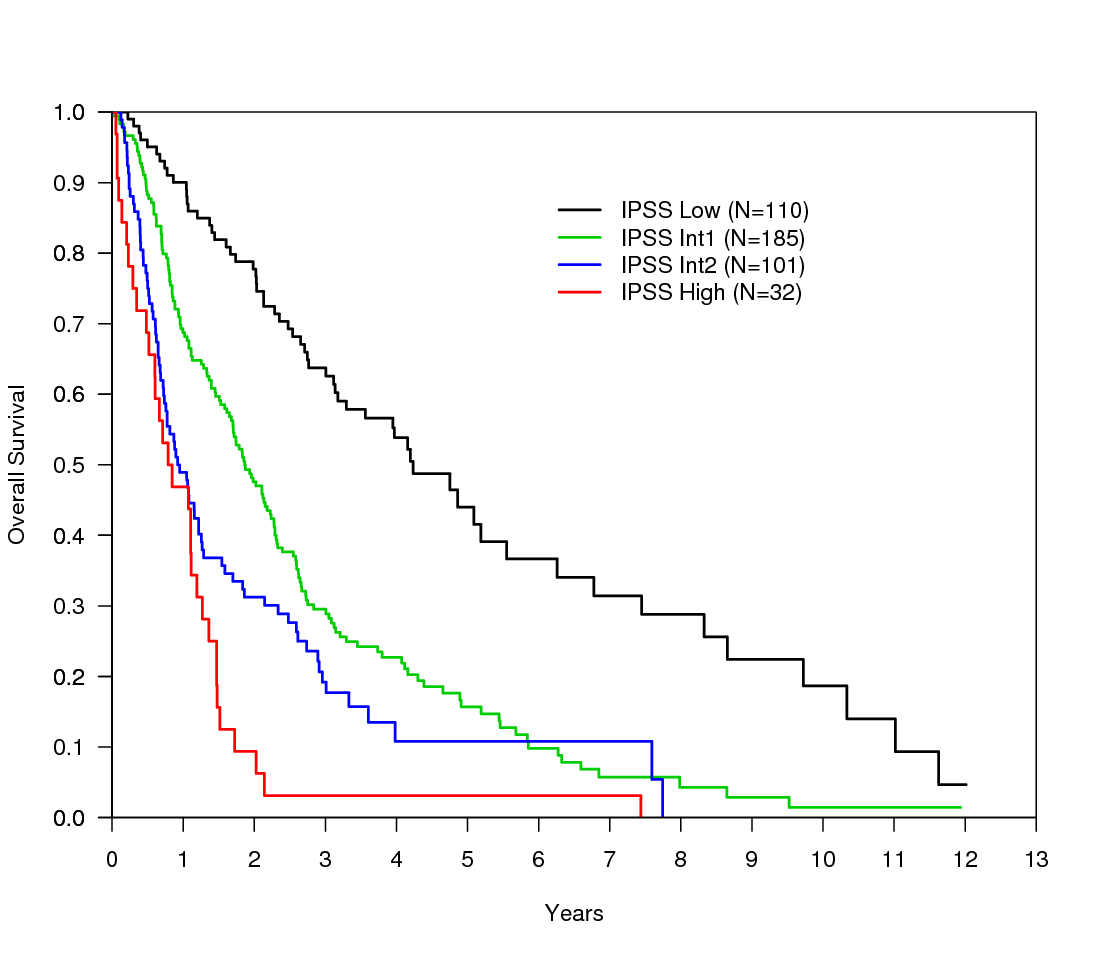 1.0
0.9
0.8
0.7
0.6
0.5
0.4
0.3
0.2
0.1
0.0
Overall Survival
IPSS Low (N=110)
IPSS Int1 (N=185)
IPSS Int2 (N=101)
IPSS High (N=32)
0 1 2 3 4 5 6 7 8 9 10 11 12 13
Years